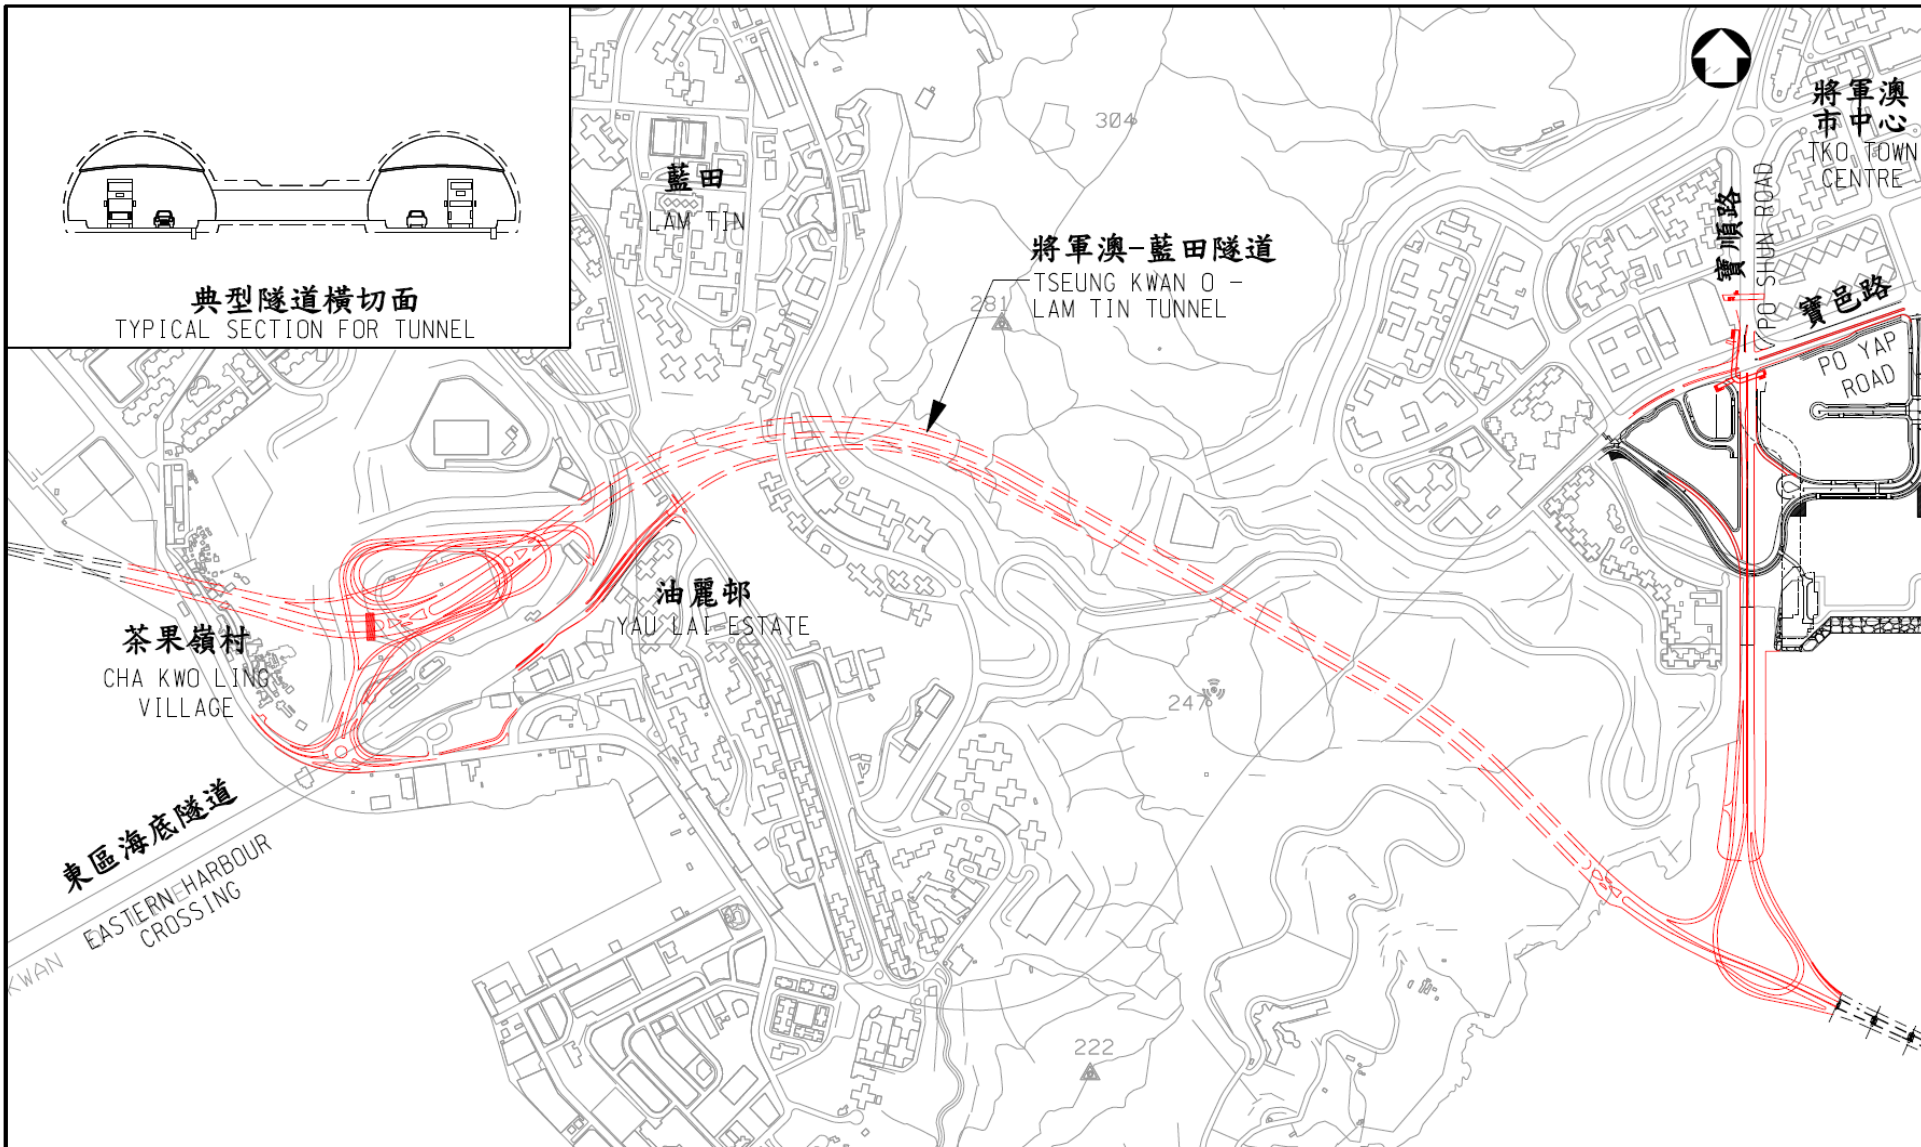 典型隧道橫切面
TYPICAL SECTION FOR TUNNEL
304
藍田
LAM TIN
將軍澳-藍田隧道
TSEUNG KWAN O -
LAM TIN TUNNEL
281
將軍澳
市中心
TKO TOWN
CENTRE
寶順路
PO SHUN ROAD
寶邑路
PO YAP
ROAD
油麗邨
YAU LAI ESTATE
茶果嶺村
CHA KWO LING
VILLAGE
247
東區海底隧道
EASTERN HARBOUR
CROSSING
KWAN
222